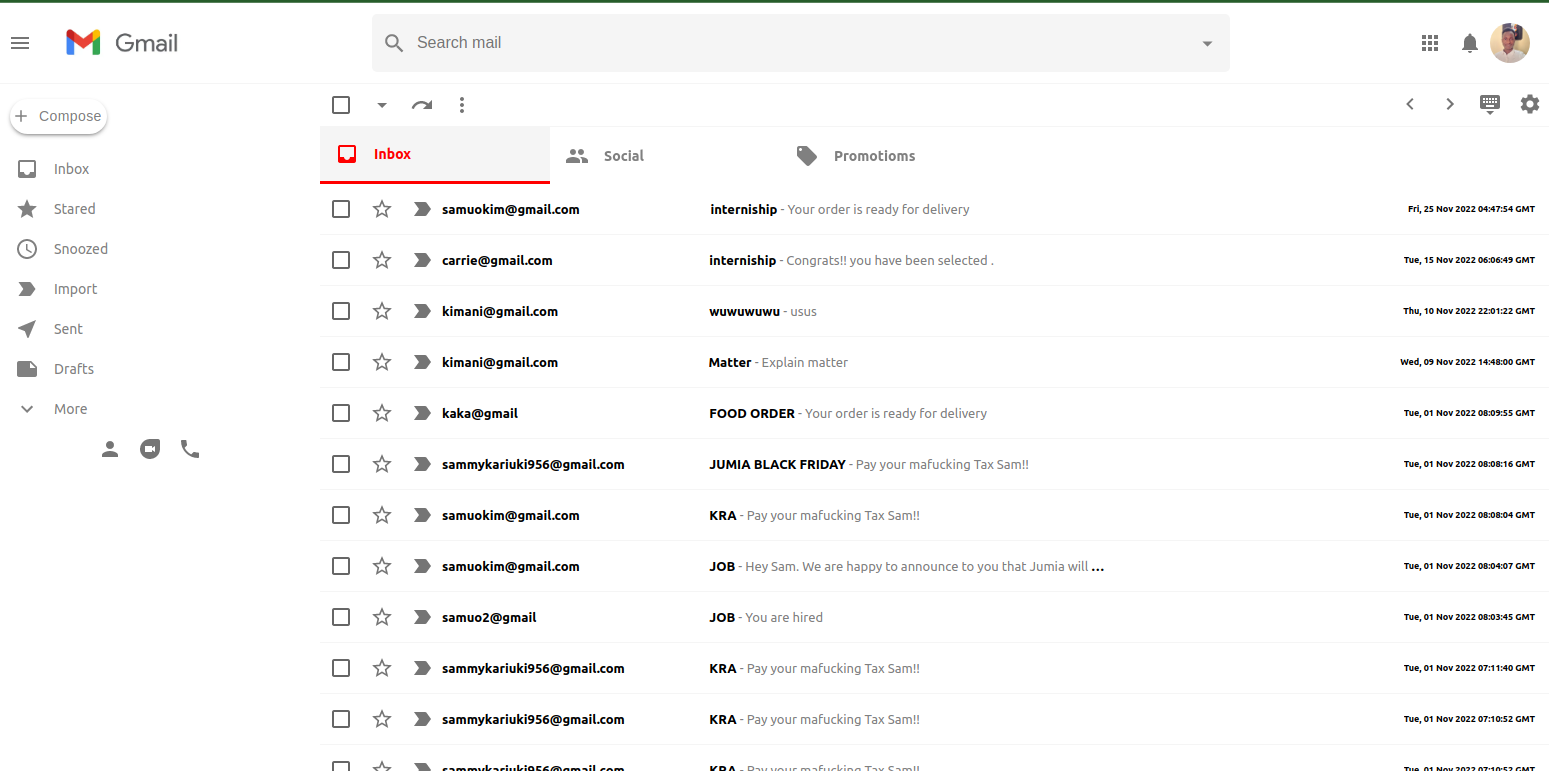 Gmail
Search mail
Compose
Inbox
Stared
Snoozed
Import
Sent
Drafts
More
Inbox Social Promotioms
samuokim@gmail.com interniship - Your order is ready for delivery Fri, 25 Nov 2022 04:47:54 GMT
carrie@gmail.com interniship - Congrats!! you have been selected . Tue, 15 Nov 2022 06:06:49 GMT
kimani@gmail.com wuwuwuwu - usus Thu, 10 Nov 2022 22:01:22 GMT
kimani@gmail.com Matter - Explain matter Wed, 09 Nov 2022 14:48:00 GMT
kaka@gmail FOOD ORDER - Your order is ready for delivery Tue, 01 Nov 2022 08:09:55 GMT
sammykariuki956@gmail.com JUMIA BLACK FRIDAY - Pay your mafucking Tax Sam!! Tue, 01 Nov 2022 08:08:16 GMT
samuokim@gmail.com KRA - Pay your mafucking Tax Sam!! Tue, 01 Nov 2022 08:08:04 GMT
samuokim@gmail.com JOB - Hey Sam. We are happy to announce to you that Jumia will ... Tue, 01 Nov 2022 08:04:07 GMT
samuo2@gmail JOB - You are hired Tue, 01 Nov 2022 08:03:45 GMT
sammykariuki956@gmail.com KRA - Pay your mafucking Tax Sam!! Tue, 01 Nov 2022 07:11:40 GMT
sammykariuki956@gmail.com KRA - Pay your mafucking Tax Sam!! Tue, 01 Nov 2022 07:10:52 GMT
sammykariuki956@gmail.com KRA - Pay your mafucking Tax Sam!! Tue, 01 Nov 2022 07:10:52 GMT